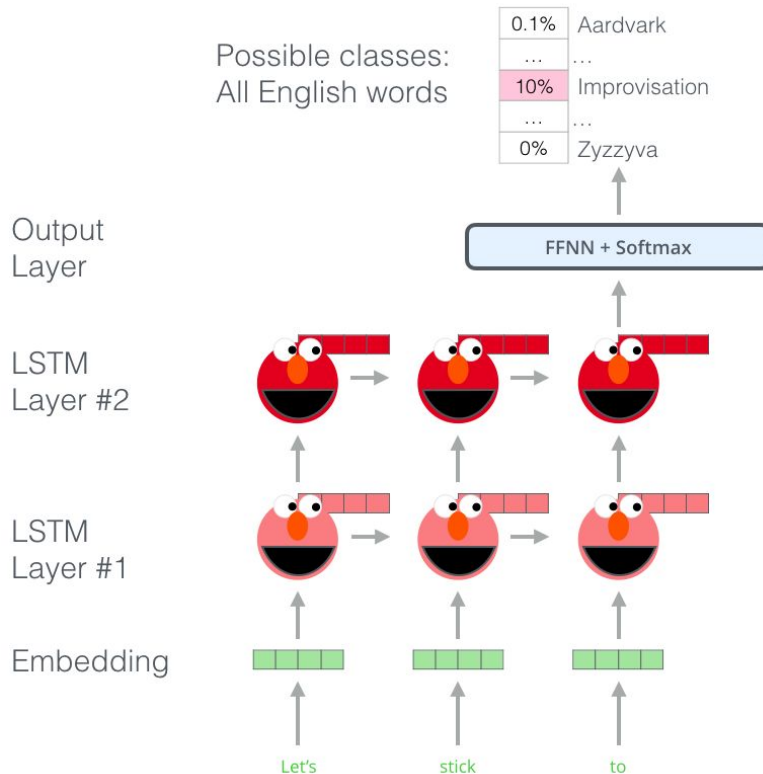 Possible classes:
All English words
0.1% Aardvark
... ...
10% Improvisation
... ...
0% Zyzzyva
Output
Layer
FFNN + Softmax
LSTM
Layer #2
LSTM
Layer #1
Embedding
Let's stick to